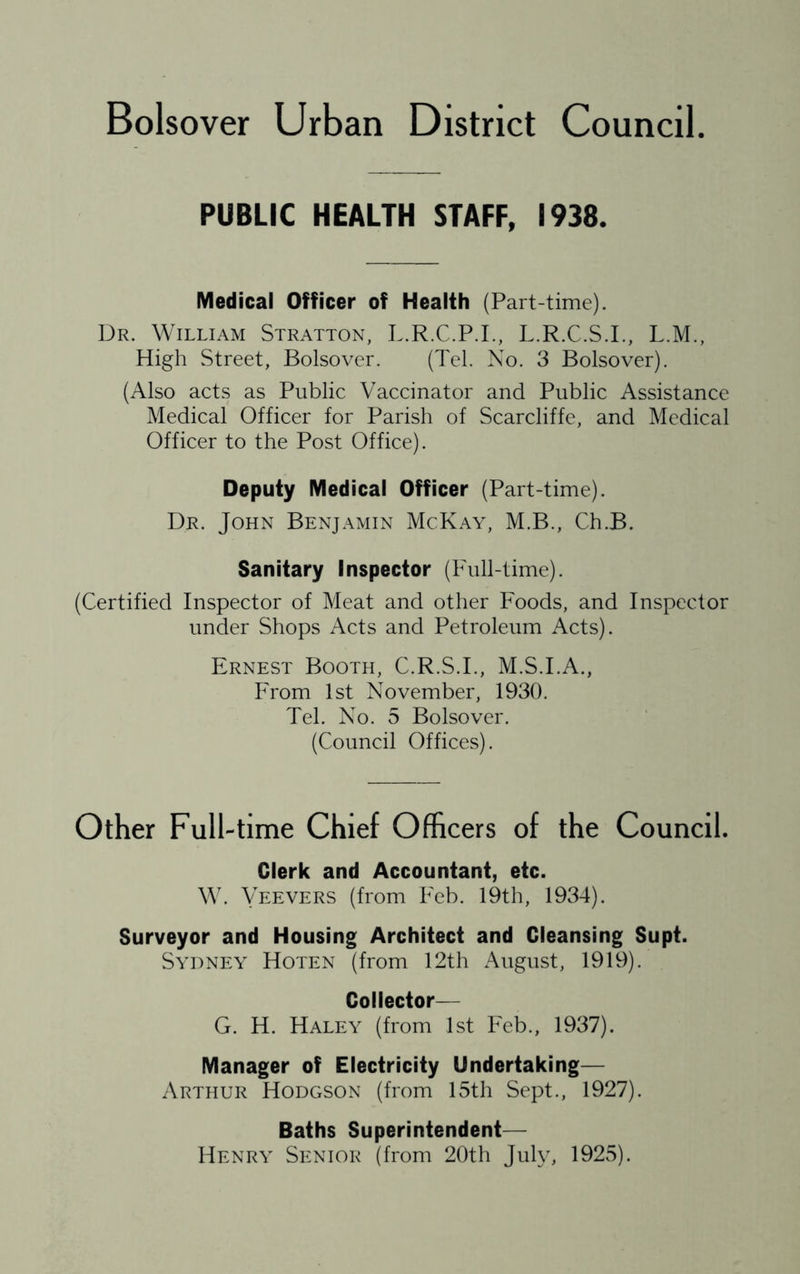 Bolsover Urban District Council.
PUBLIC HEALTH STAFF, 1938.
Medical Officer of Health (Part-time).
Dr. William Stratton, L.R.C.P.I., L.R.C.S.I., L.M.,
High Street, Bolsover. (Tel. No. 3 Bolsover).
(Also acts as Public Vaccinator and Public Assistance
Medical Officer for Parish of Scarcliffe, and Medical
Officer to the Post Office).
Deputy Medical Officer (Part-time).
Dr. John Benjamin McKay, M.B., Ch.B.
Sanitary Inspector (Full-time).
(Certified Inspector of Meat and other Foods, and Inspector
under Shops Acts and Petroleum Acts).
Ernest Booth, C.R.S.I., M.S.I.A.,
From 1st November, 1930.
Tel. No. 5 Bolsover.
(Council Offices).
Other Full-time Chief Officers of the Council.
Clerk and Accountant, etc.
W. Veevers (from Feb. 19th, 1934).
Surveyor and Housing Architect and Cleansing Supt.
Sydney Hoten (from 12th August, 1919).
Collector—
G. H. Haley (from 1st Feb., 1937).
Manager of Electricity Undertaking—
Arthur Hodgson (from 15th Sept., 1927).
Baths Superintendent—
Henry Senior (from 20th July, 1925).